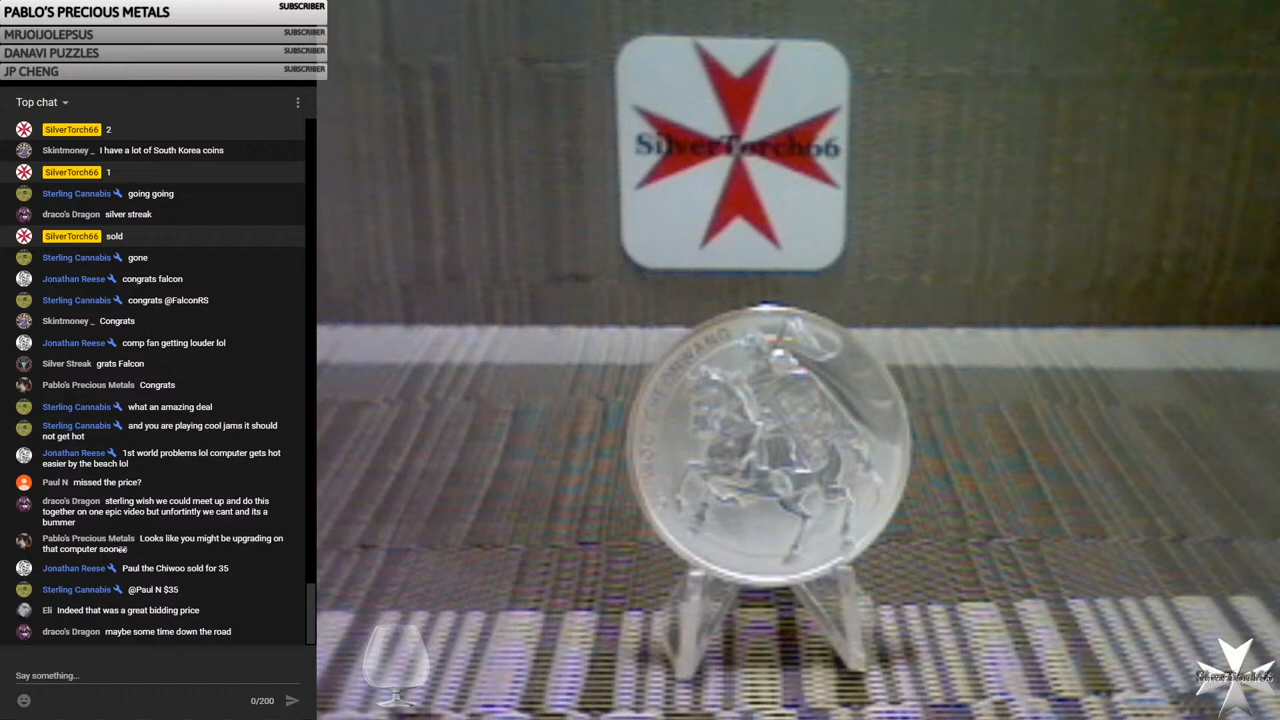 PABLO'S PRECIOUS METALS SUBSCRIBER
MRJOIJOLEPSUS SUBSCRIBER
DANAVI PUZZLES SUBSCRIBER
JP CHENG SUBSCRIBER
Top chat
SilverTorch66 2
Skintmoney _ I have a lot of South Korea coins
SilverTorch66 1
Sterling Cannabis going going
draco's Dragon silver streak
SilverTorch66 sold
Sterling Cannabis gone
Jonathan Reese congrats falcon
Sterling Cannabis congrats @FalconRS
Skintmoney _ Congrats
Jonathan Reese comp fan getting louder lol
Silver Streak grats Falcon
Pablo's Precious Metals Congrats
Sterling Cannabis what an amazing deal
Sterling Cannabis and you are playing cool jams it should
not get hot
Jonathan Reese 1st world problems lol computer gets hot
easier by the beach lol
Paul N missed the price?
draco's Dragon sterling wish we could meet up and do this
together on one epic video but unfortintly we cant and its a
bummer
Pablo's Precious Metals Looks like you might be upgrading on
that computer soon
Jonathan Reese Paul the Chiwoo sold for 35
Sterling Cannabis @Paul N $35
Eli Indeed that was a great bidding price
draco's Dragon maybe some time down the road
Say something...
0/200
SilverTorch66
SilverTorch66